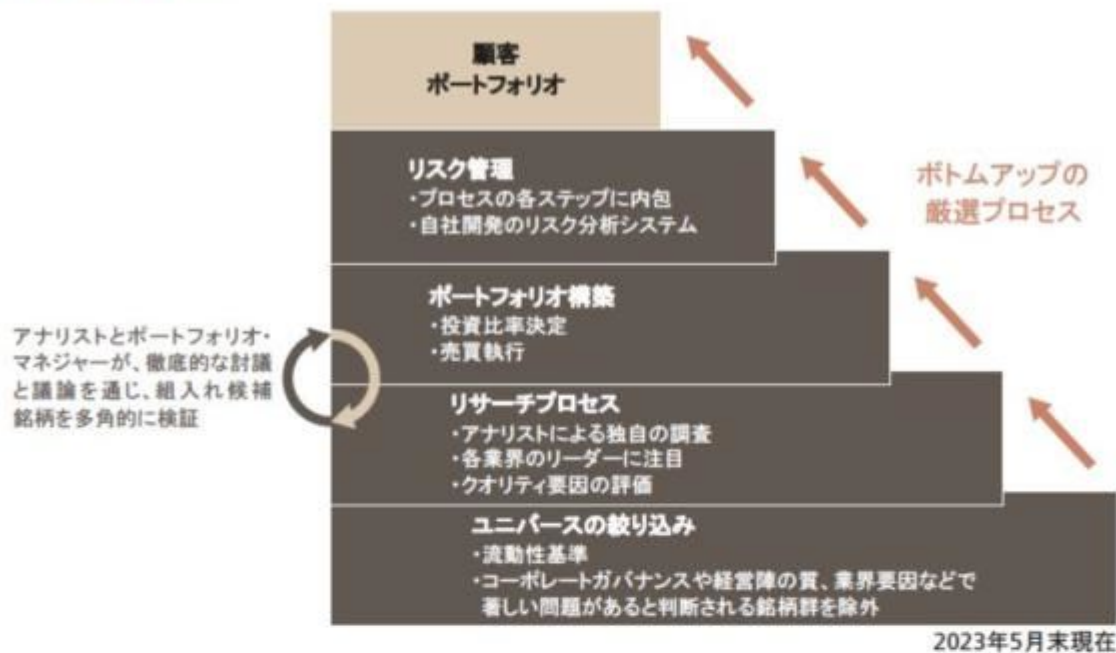 顧客
ポートフォリオ
リスク管理
・プロセスの各ステップに内包
・自社開発のリスク分析システム
ボトムアップの
厳選プロセス
ポートフォリオ構築
・投資比率決定
・売買執行
アナリストとポートフォリオ・
マネジャーが、徹底的な討議
と議論を通じ、組入れ候補
銘柄を多角的に検証
リサーチプロセス
・アナリストによる独自の調査
・各業界のリーダーに注目
・クオリティ要因の評価
ユニバースの絞り込み
・流動性基準
・コーポレートガバナンスや経営陣の質、業界要因などで
著しい問題があると判断される銘柄群を除外
2023年5月末現在